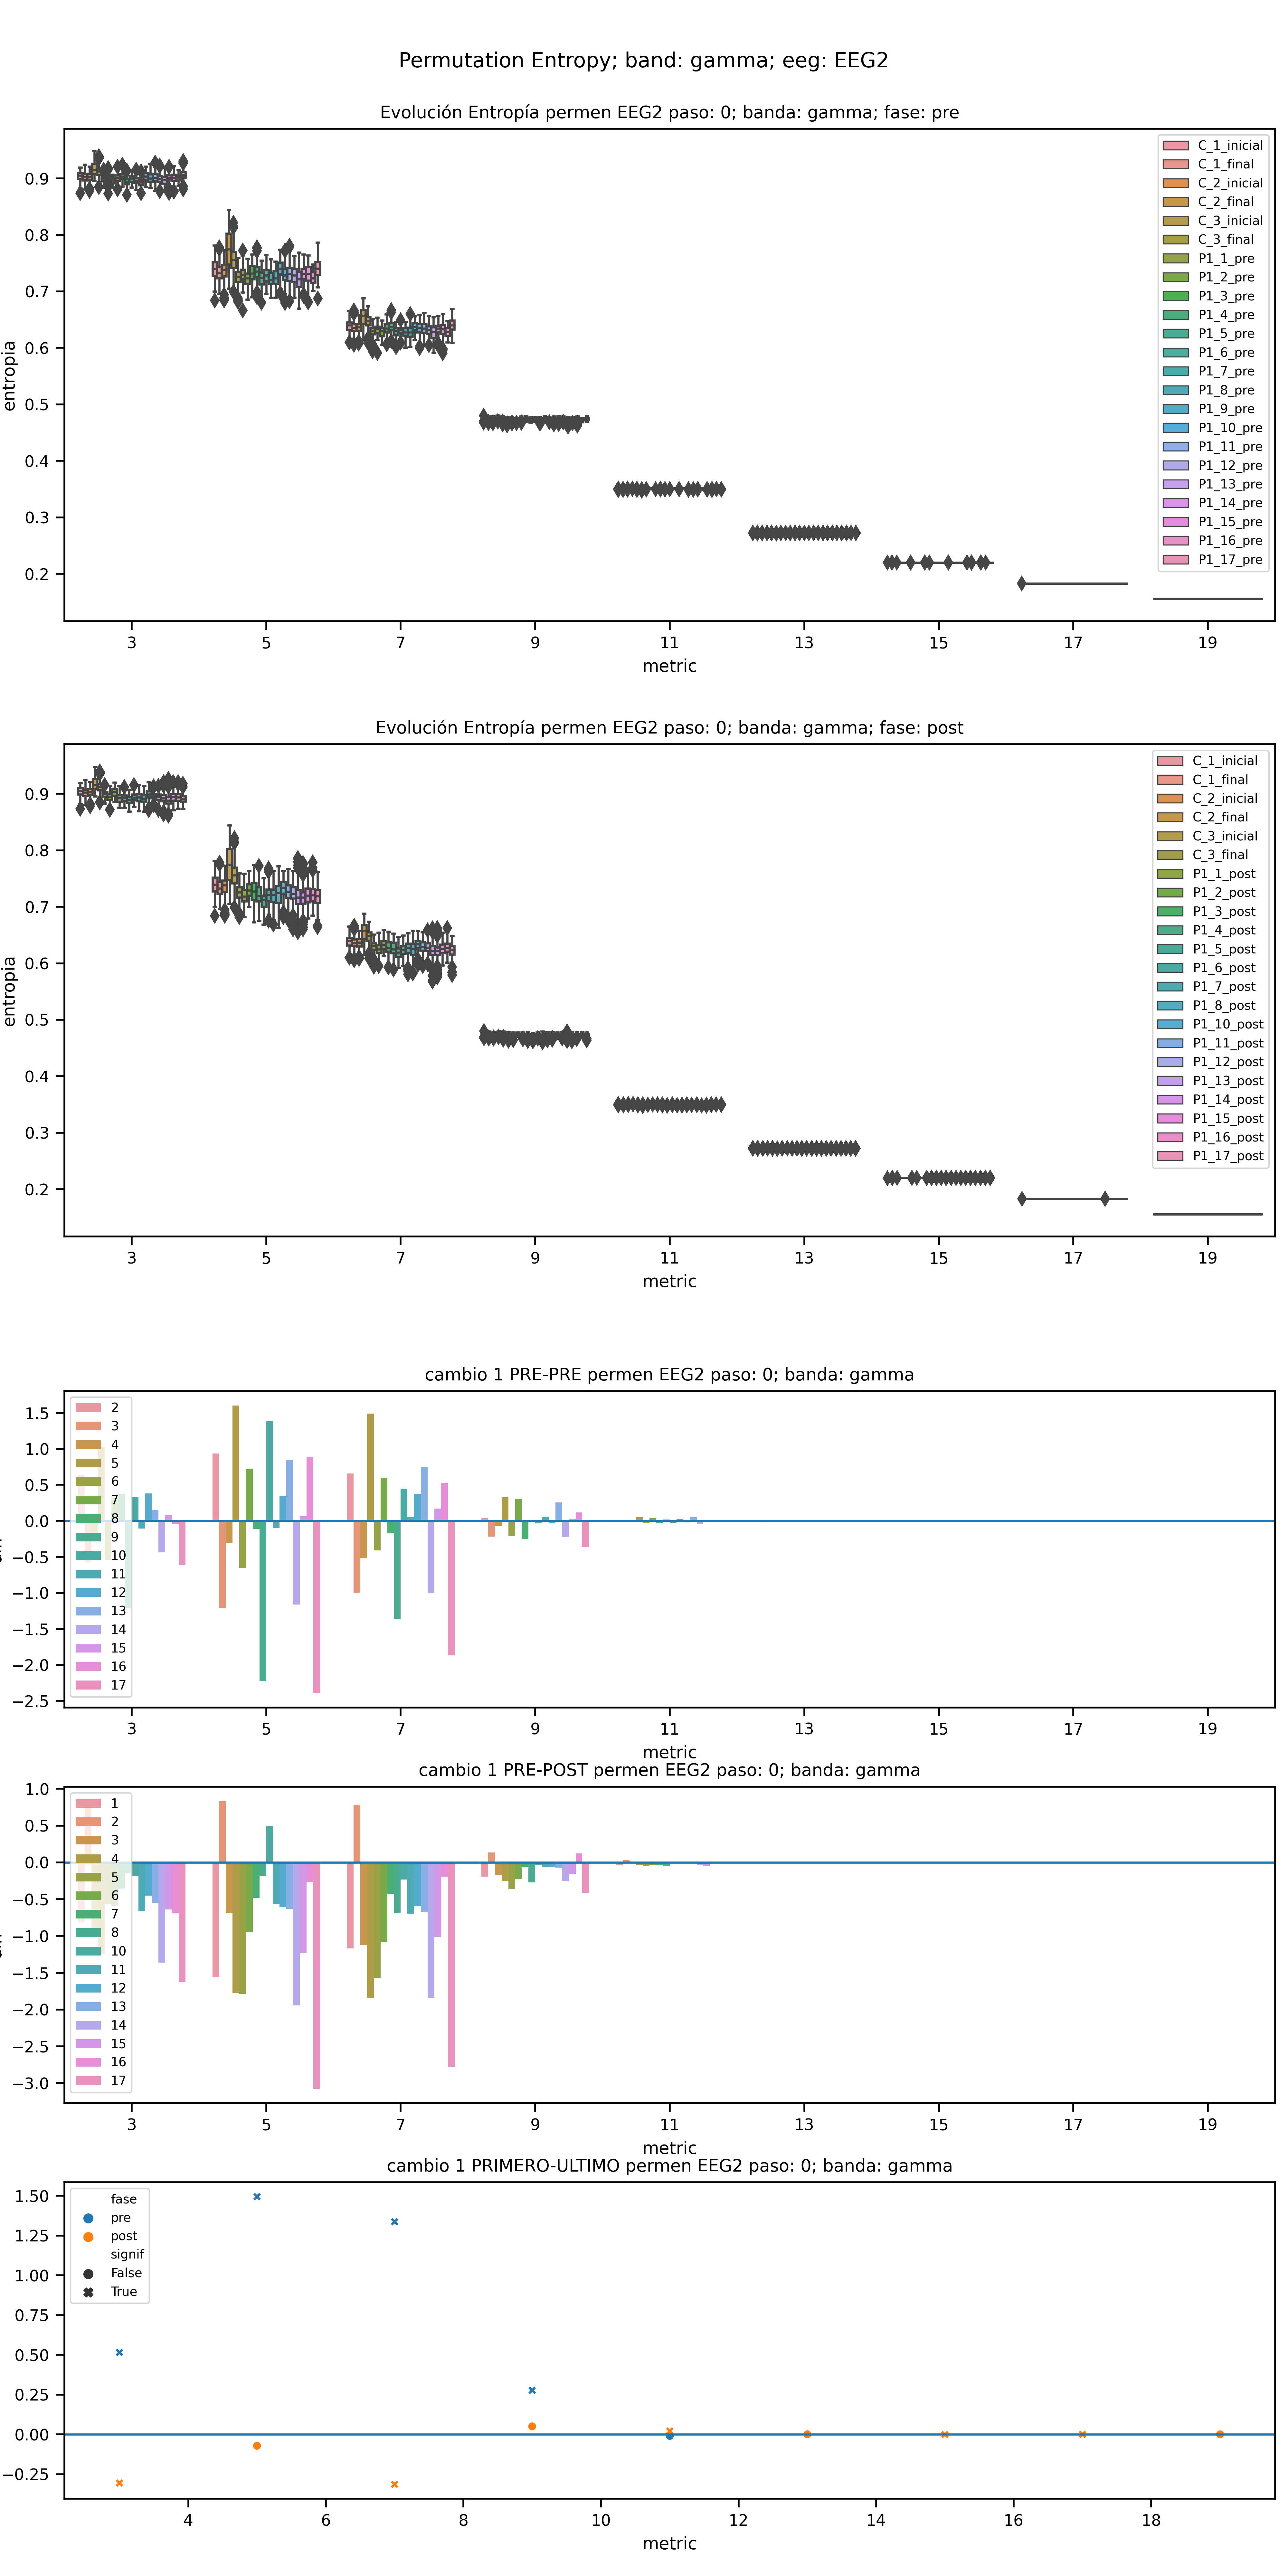 Permutation Entropy; band: gamma; eeg: EEG2
Evolución Entropía permen EEG2 paso: 0; banda: gamma; fase: pre
entropia
0.9
0.8
0.7
0.6
0.5
0.4
0.3
0.2
C_1_inicial
C_1_final
C_2_inicial
C_2_final
C_3_inicial
C_3_final
P1_1_pre
P1_2_pre
P1_3_pre
P1_4_pre
P1_5_pre
P1_6_pre
P1_7_pre
P1_8_pre
P1_9_pre
P1_10_pre
P1_11_pre
P1_12_pre
P1_13_pre
P1_14_pre
P1_15_pre
P1_16_pre
P1_17_pre
3 5 7 9 11 13 15 17 19
metric
Evolución Entropía permen EEG2 paso: 0; banda: gamma; fase: post
entropia
0.9
0.8
0.7
0.6
0.5
0.4
0.3
0.2
C_1_inicial
C_1_final
C_2_inicial
C_2_final
C_3_inicial
C_3_final
P1_1_post
P1_2_post
P1_3_post
P1_4_post
P1_5_post
P1_6_post
P1_7_post
P1_8_post
P1_10_post
P1_11_post
P1_12_post
P1_13_post
P1_14_post
P1_15_post
P1_16_post
P1_17_post
3 5 7 9 11 13 15 17 19
metric
cambio 1 PRE-PRE permen EEG2 paso: 0; banda: gamma
1.5
1.0
0.5
0.0
−0.5
−1.0
−1.5
−2.0
−2.5
2
3
4
5
6
7
8
9
10
11
12
13
14
15
16
17
3 5 7 9 11 13 15 17 19
metric
cambio 1 PRE-POST permen EEG2 paso: 0; banda: gamma
1.0
0.5
0.0
−0.5
−1.0
−1.5
−2.0
−2.5
−3.0
1
2
3
4
5
6
7
8
10
11
12
13
14
15
16
17
3 5 7 9 11 13 15 17 19
metric
cambio 1 PRIMERO-ULTIMO permen EEG2 paso: 0; banda: gamma
1.50
1.25
1.00
0.75
0.50
0.25
0.00
−0.25
fase
pre
post
signif
False
True
4 6 8 10 12 14 16 18
metric